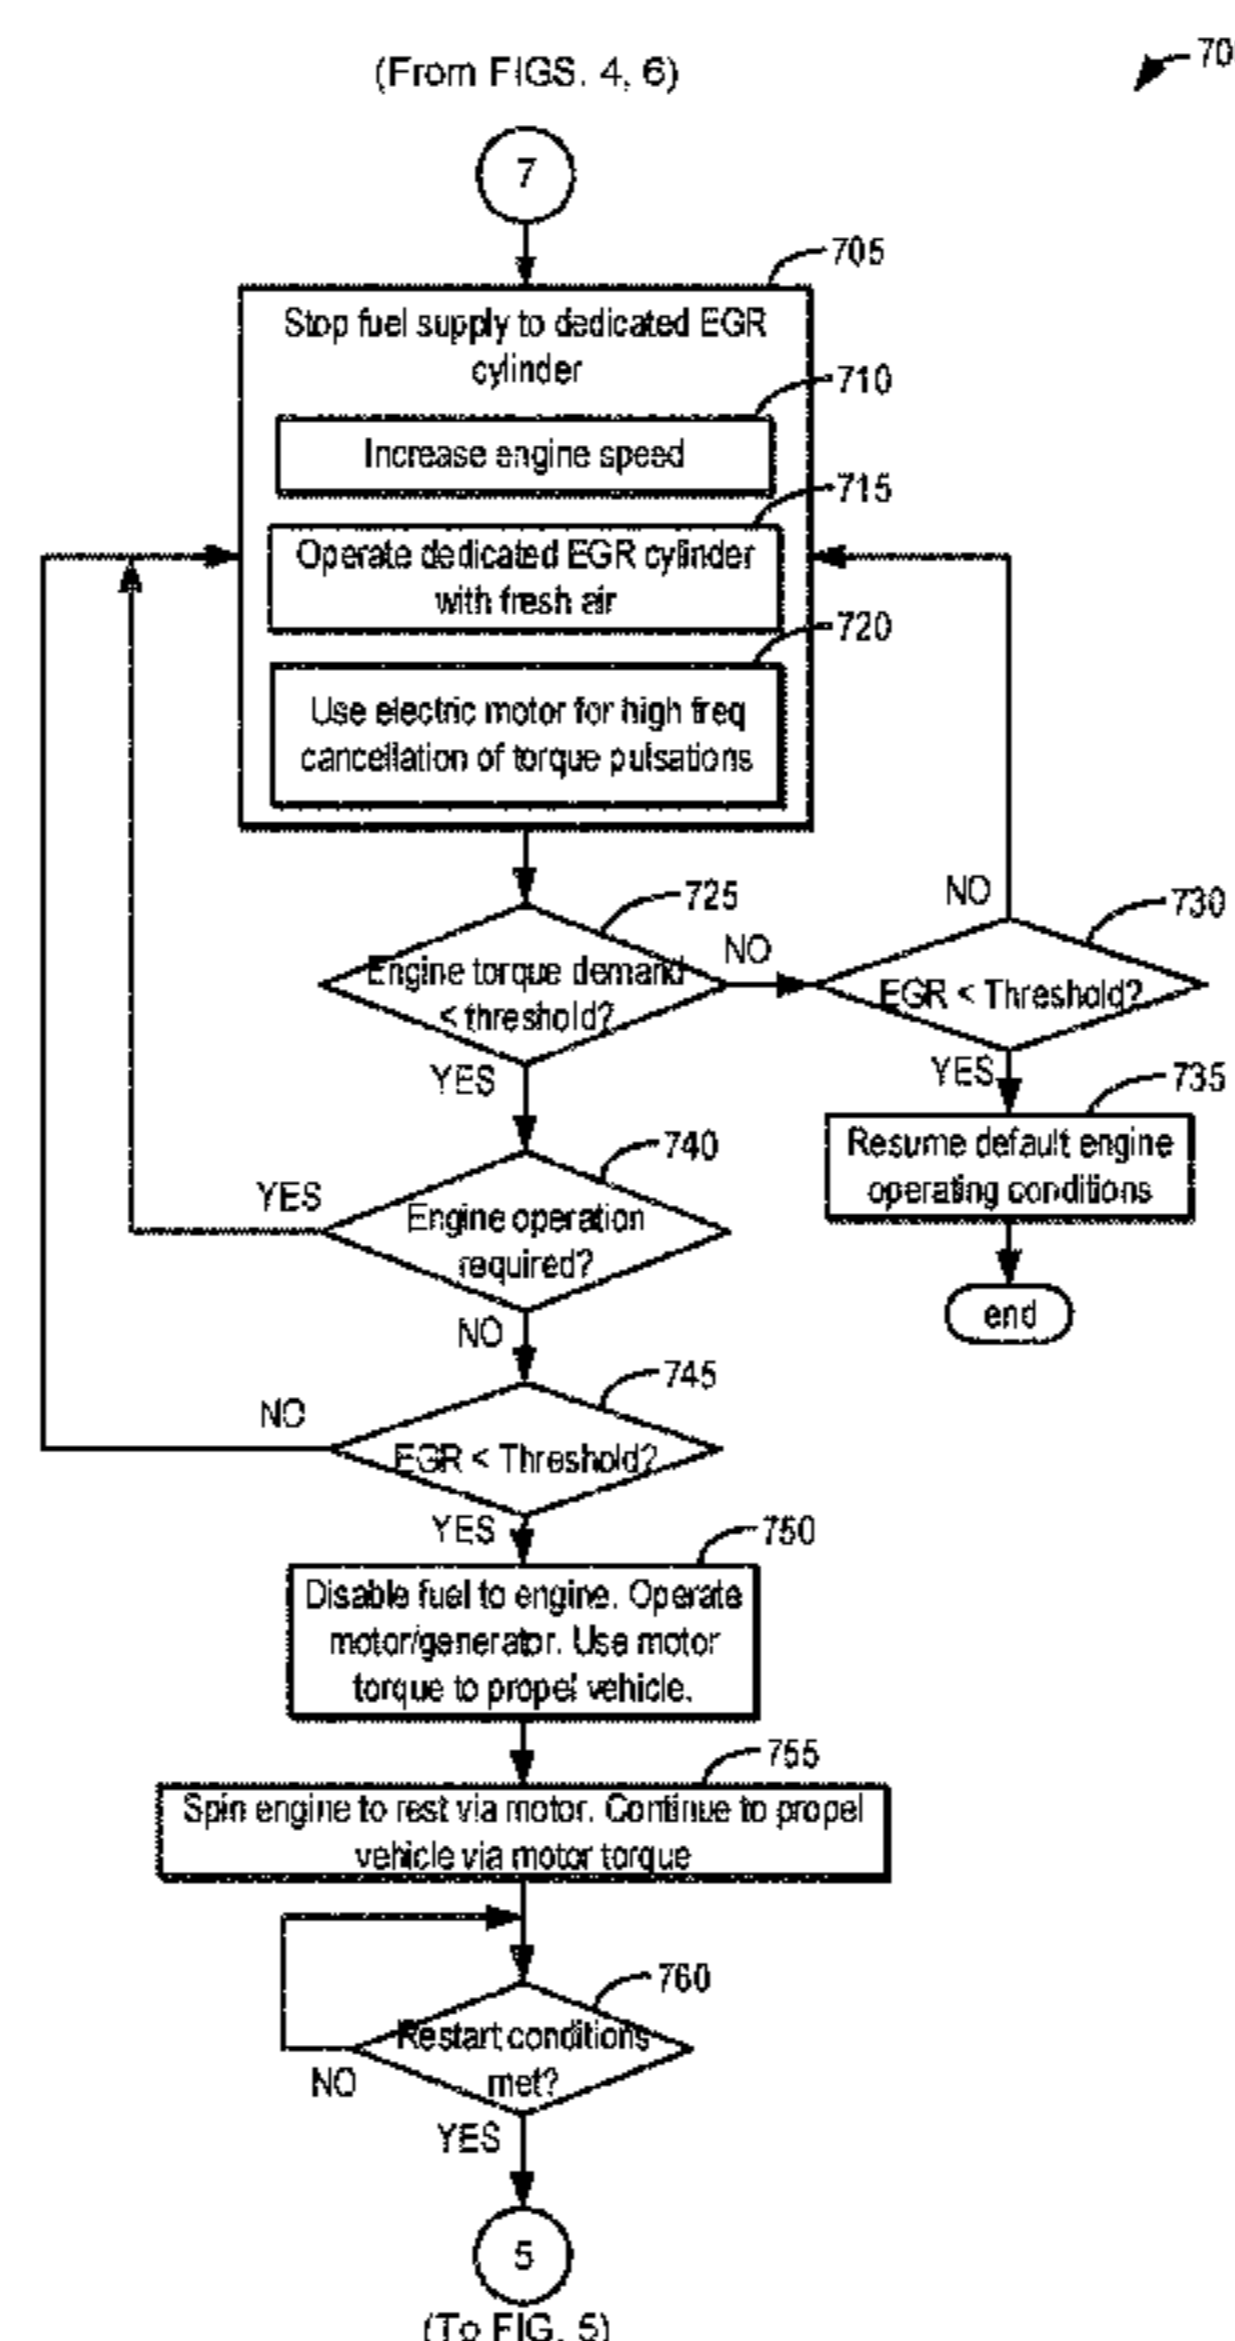 (From FIGS. 4, 6)
7
705
Stop fuel supply to dedicated EGR
cylinder
710
Increase engine speed
715
Operate dedicated EGR cylinder
with fresh air
720
Use electric motor for high freq
cancellation of torque pulsations
725
Engine torque demand
< threshold?
NO
YES
730
EGR < Threshold?
NO
YES
735
Resume default engine
operating conditions
end
740
Engine operation
required?
YES
NO
745
EGR < Threshold?
NO
YES
750
Disable fuel to engine. Operate
motor/generator. Use motor
torque to propel vehicle.
755
Spin engine to rest via motor. Continue to propel
vehicle via motor torque
760
Restart conditions
met?
NO
YES
5
(To FIG. 5)